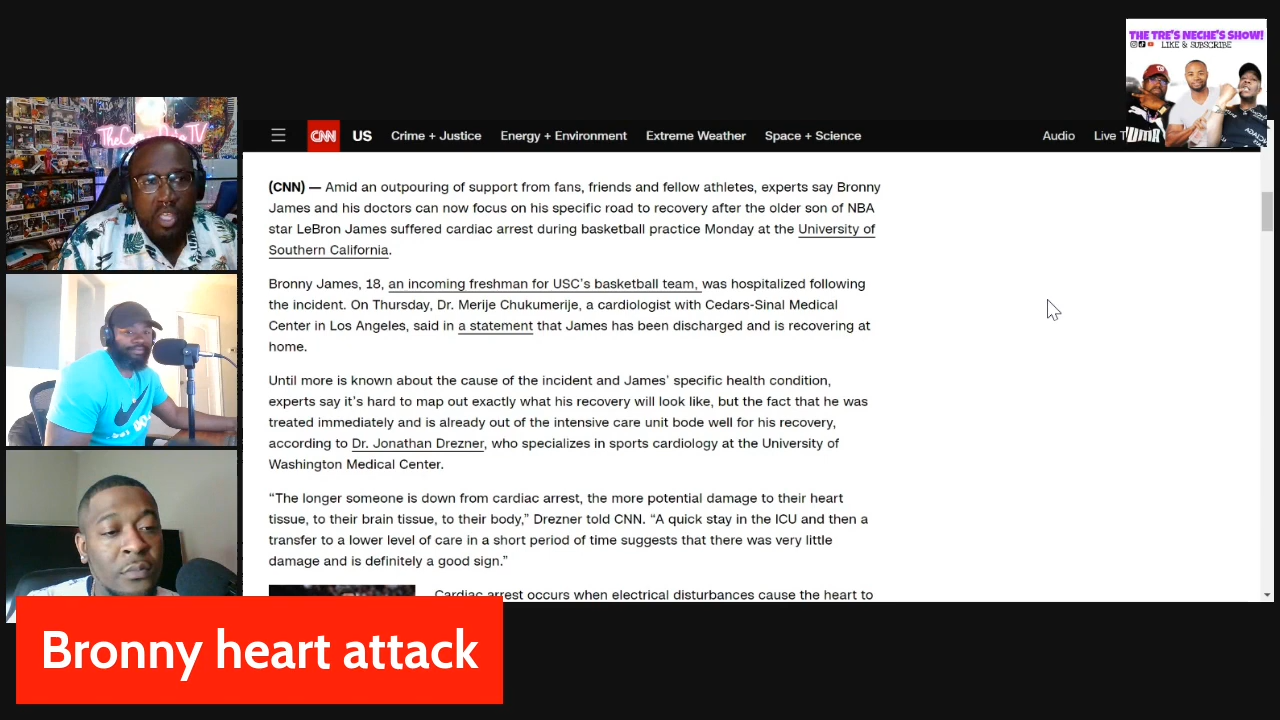 THE TRE'S NECHE'S SHOW!
LIKE & SUBSCRIBE
CNN US Crime + Justice Energy + Environment Extreme Weather Space + Science Audio Live
(CNN) — Amid an outpouring of support from fans, friends and fellow athletes, experts say Bronny
James and his doctors can now focus on his specific road to recovery after the older son of NBA
star LeBron James suffered cardiac arrest during basketball practice Monday at the University of
Southern California.
Bronny James, 18, an incoming freshman for USC's basketball team, was hospitalized following
the incident. On Thursday, Dr. Merije Chukumerije, a cardiologist with Cedars-Sinal Medical
Center in Los Angeles, said in a statement that James has been discharged and is recovering at
home.
Until more is known about the cause of the incident and James' specific health condition,
experts say it's hard to map out exactly what his recovery will look like, but the fact that he was
treated immediately and is already out of the intensive care unit bode well for his recovery,
according to Dr. Jonathan Drezner, who specializes in sports cardiology at the University of
Washington Medical Center.
“The longer someone is down from cardiac arrest, the more potential damage to their heart
tissue, to their brain tissue, to their body,” Drezner told CNN. “A quick stay in the ICU and then a
transfer to a lower level of care in a short period of time suggests that there was very little
damage and is definitely a good sign.”
Cardiac arrest occurs when electrical disturbances cause the heart to
Bronny heart attack